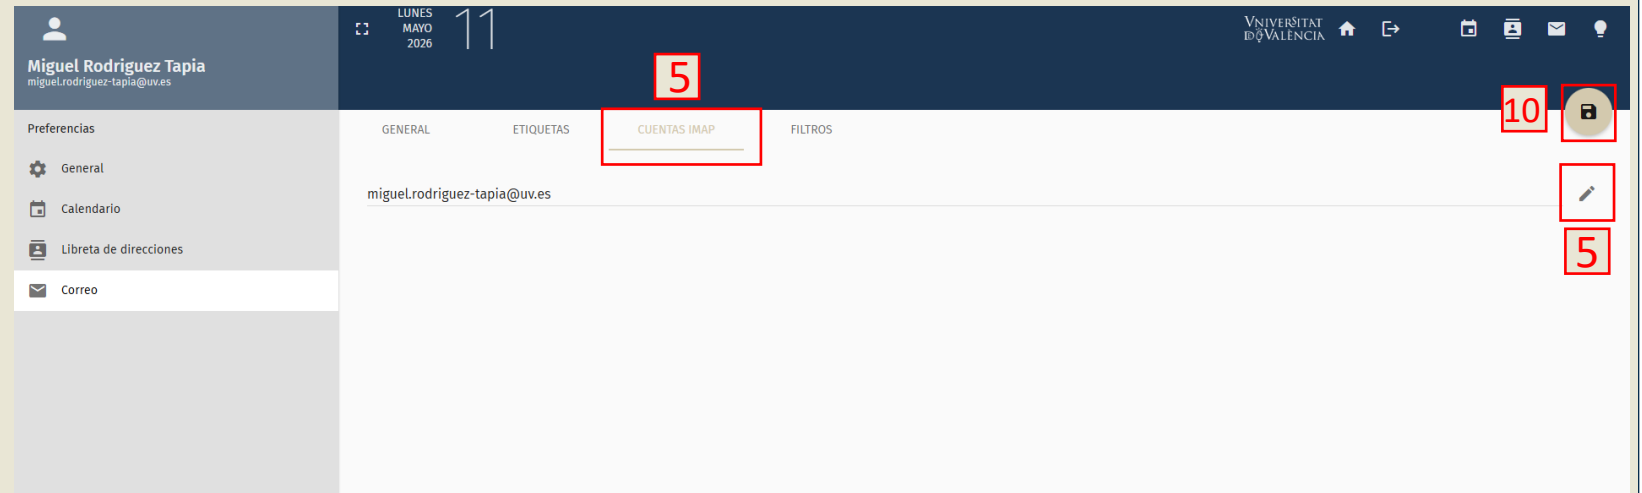 Miguel Rodriguez Tapia
miguel.rodriguez-tapia@uv.es
LUNES
MAYO
2026
11
VNIVERSITAT
DE VALÈNCIA
5
10
Preferencias
General
Calendario
Libreta de direcciones
Correo
GENERAL
ETIQUETAS
CUENTAS IMAP
FILTROS
miguel.rodriguez-tapia@uv.es
5